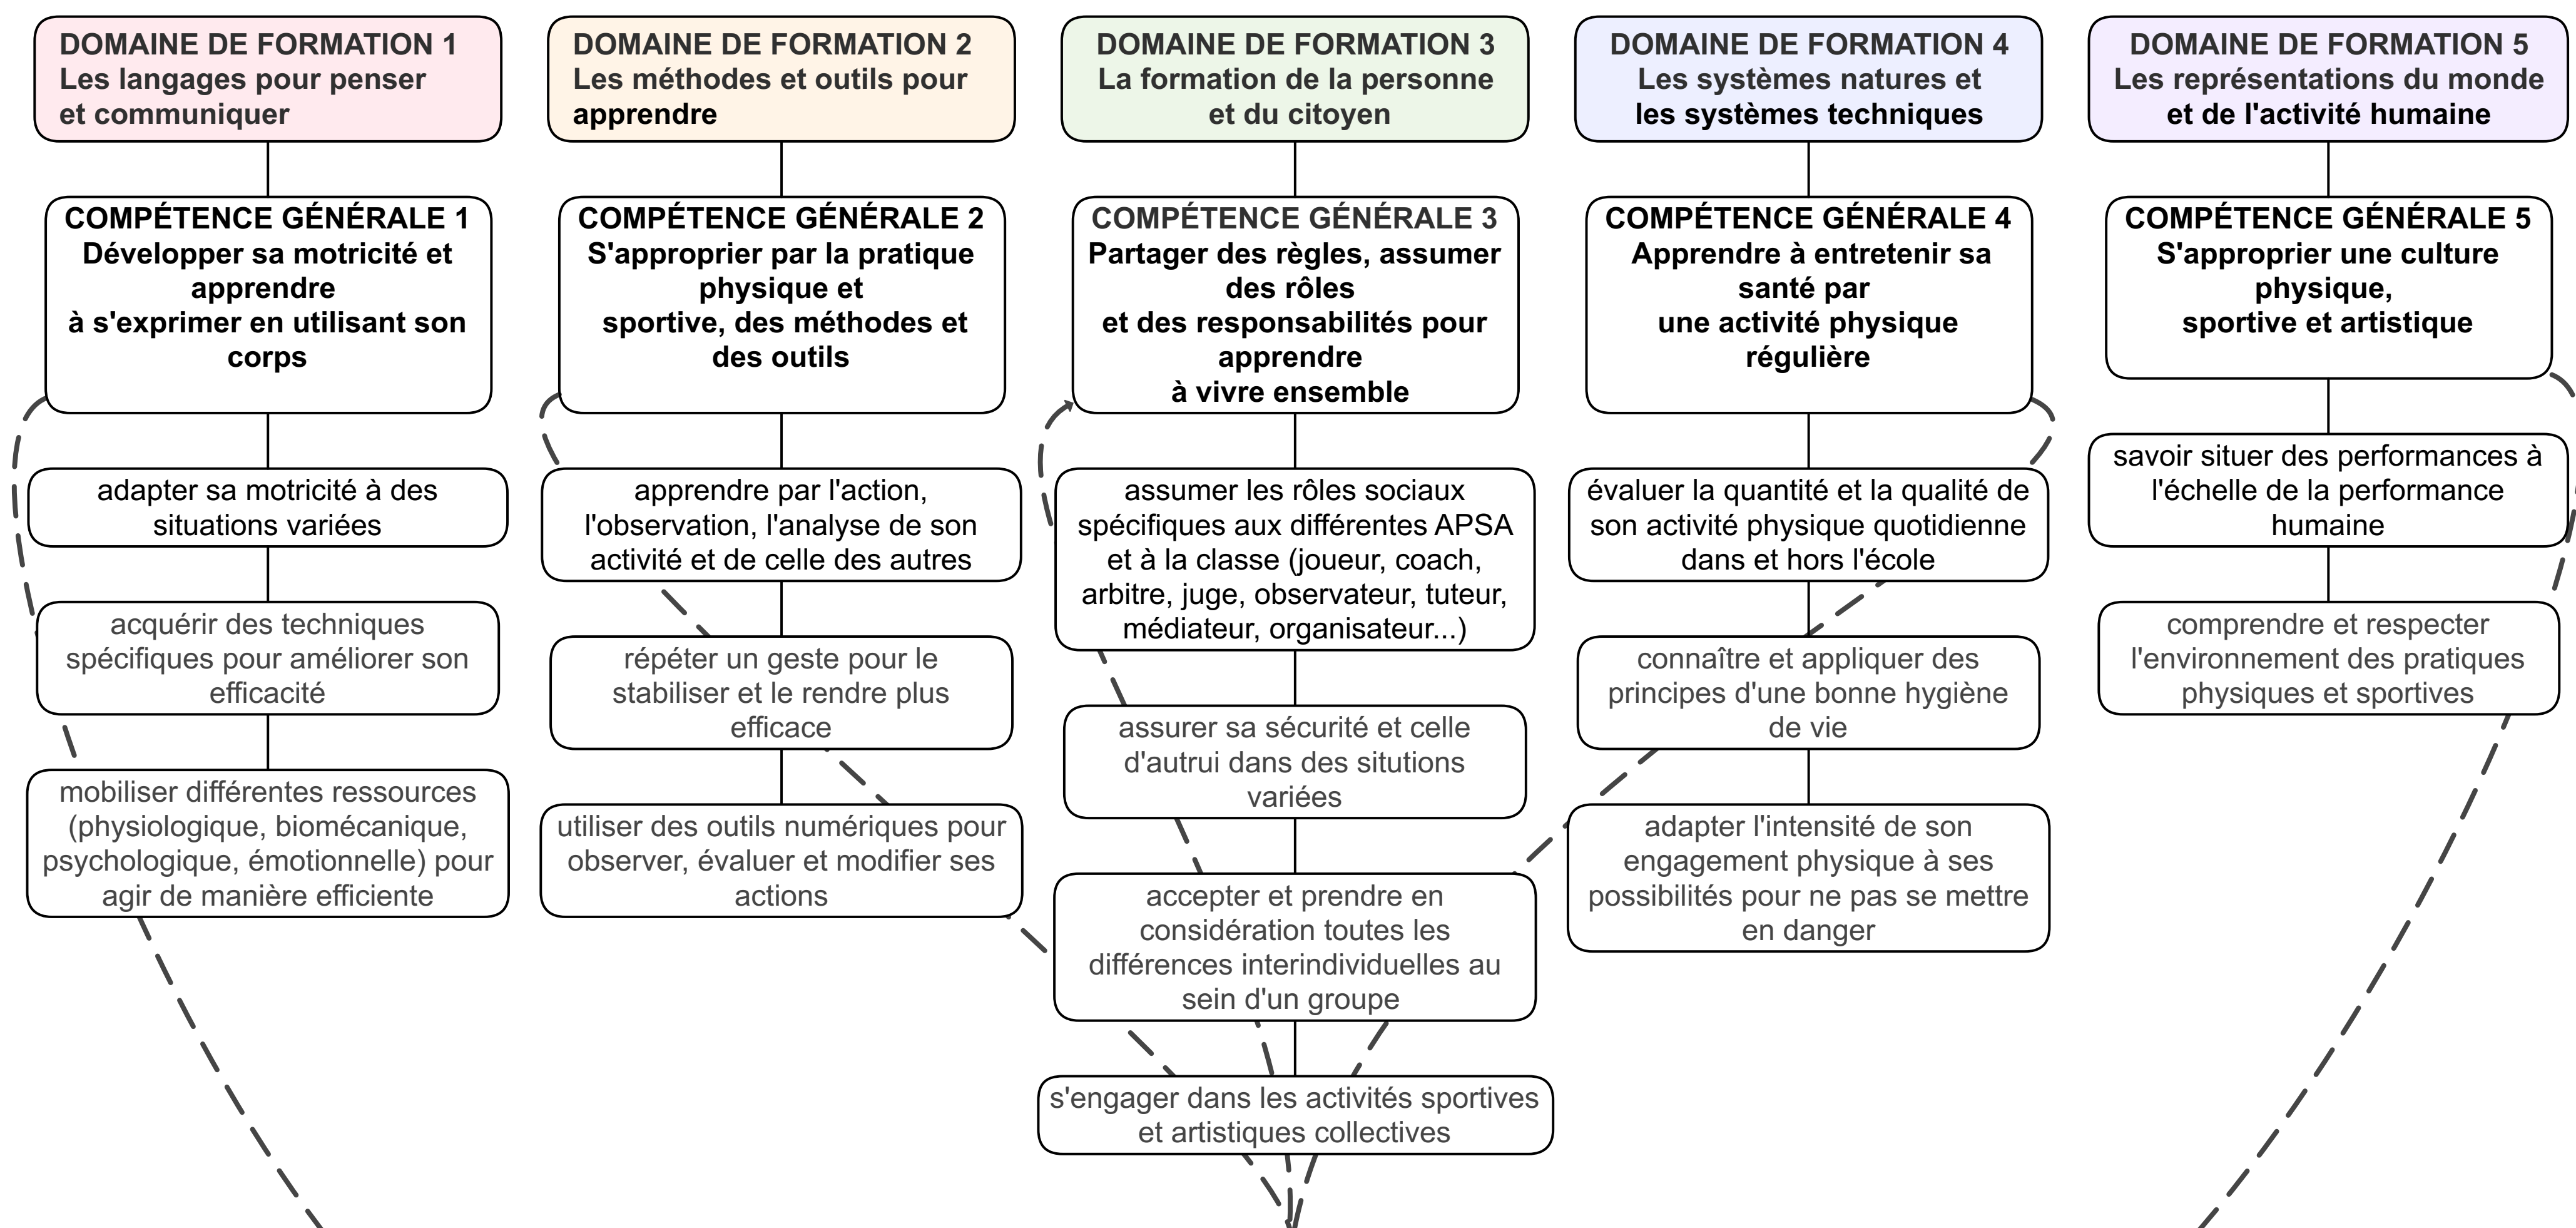 DOMAINE DE FORMATION 1
Les langages pour penser
et communiquer
DOMAINE DE FORMATION 2
Les méthodes et outils pour
apprendre
DOMAINE DE FORMATION 3
La formation de la personne
et du citoyen
DOMAINE DE FORMATION 4
Les systèmes natures et
les systèmes techniques
DOMAINE DE FORMATION 5
Les représentations du monde
et de l'activité humaine
COMPÉTENCE GÉNÉRALE 1
Développer sa motricité et
apprendre
à s'exprimer en utilisant son
corps
COMPÉTENCE GÉNÉRALE 2
S'approprier par la pratique
physique et
sportive, des méthodes et
des outils
COMPÉTENCE GÉNÉRALE 3
Partager des règles, assumer
des rôles
et des responsabilités pour
apprendre
à vivre ensemble
COMPÉTENCE GÉNÉRALE 4
Apprendre à entretenir sa
santé par
une activité physique
régulière
COMPÉTENCE GÉNÉRALE 5
S'approprier une culture
physique,
sportive et artistique
adapter sa motricité à des
situations variées
apprendre par l'action,
l'observation, l'analyse de son
activité et de celle des autres
assumer les rôles sociaux
spécifiques aux différentes APSA
et à la classe (joueur, coach,
arbitre, juge, observateur, tuteur,
médiateur, organisateur...)
évaluer la quantité et la qualité de
son activité physique quotidienne
dans et hors l'école
savoir situer des performances à
l'échelle de la performance
humaine
acquérir des techniques
spécifiques pour améliorer son
efficacité
répéter un geste pour le
stabiliser et le rendre plus
efficace
assurer sa sécurité et celle
d'autrui dans des situtions
variées
connaître et appliquer des
principes d'une bonne hygiène
de vie
comprendre et respecter
l'environnement des pratiques
physiques et sportives
mobiliser différentes ressources
(physiologique, biomécanique,
psychologique, émotionnelle) pour
agir de manière efficiente
utiliser des outils numériques pour
observer, évaluer et modifier ses
actions
accepter et prendre en
considération toutes les
différences interindividuelles au
sein d'un groupe
adapter l'intensité de son
engagement physique à ses
possibilités pour ne pas se mettre
en danger
s'engager dans les activités sportives
et artistiques collectives